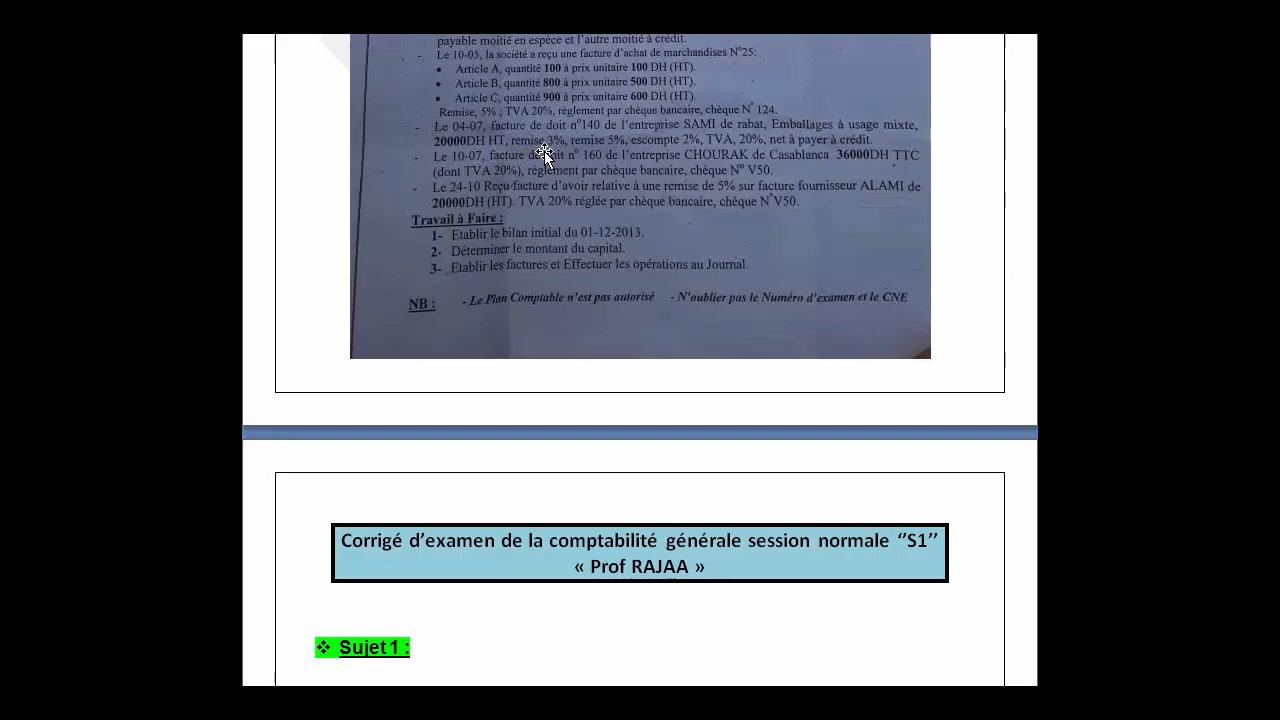 payable moitié en espèce et l'autre moitié à crédit.
- Le 10-05, la société a reçu une facture d'achat de marchandises N°25:
• Article A, quantité 100 à prix unitaire 100 DH (HT).
• Article B, quantité 800 à prix unitaire 500 DH (HT).
• Article C, quantité 900 à prix unitaire 600 DH (HT).
Remise, 5% ; TVA 20%, règlement par chèque bancaire, chèque N° 124.
- Le 04-07, facture de doit n°140 de l'entreprise SAMI de rabat, Emballages à usage mixte,
20000DH HT, remise 3%, remise 5%, escompte 2%, TVA, 20%, net à payer à crédit.
- Le 10-07, facture de doit n° 160 de l'entreprise CHOURAK de Casablanca 36000DH TTC
(dont TVA 20%), règlement par chèque bancaire, chèque N° V50.
- Le 24-10 Reçu facture d'avoir relative à une remise de 5% sur facture fournisseur ALAMI de
20000DH (HT). TVA 20% réglée par chèque bancaire, chèque N°V50.
Travail à Faire :
1- Etablir le bilan initial du 01-12-2013.
2- Déterminer le montant du capital.
3- Etablir les factures et Effectuer les opérations au Journal.
NB : - Le Plan Comptable n'est pas autorisé - N'oublier pas le Numéro d'examen et le CNE
Corrigé d'examen de la comptabilité générale session normale ‘’S1’’
« Prof RAJAA »
❖ Sujet 1 :